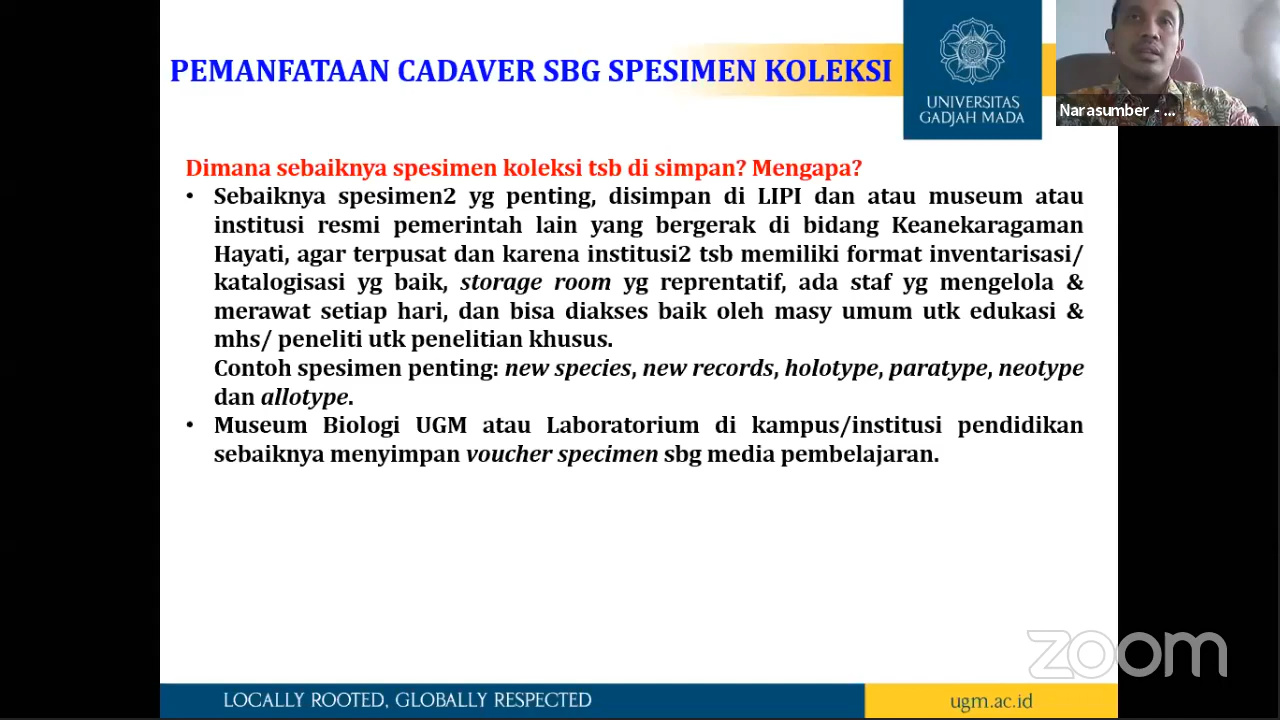 PEMANFATAAN CADAVER SBG SPESIMEN KOLEKSI
UNIVERSITAS
GADJAH MADA
Narasumber - ...
Dimana sebaiknya spesimen koleksi tsb di simpan? Mengapa?
• Sebaiknya spesimen2 yg penting, disimpan di LIPI dan atau museum atau
institusi resmi pemerintah lain yang bergerak di bidang Keanekaragaman
Hayati, agar terpusat dan karena institusi2 tsb memiliki format inventarisasi/
katalogisasi yg baik, storage room yg reprentatif, ada staf yg mengelola &
merawat setiap hari, dan bisa diakses baik oleh masy umum utk edukasi &
mhs/ peneliti utk penelitian khusus.
Contoh spesimen penting: new species, new records, holotype, paratype, neotype
dan allotype.
• Museum Biologi UGM atau Laboratorium di kampus/institusi pendidikan
sebaiknya menyimpan voucher specimen sbg media pembelajaran.
zoom
LOCALLY ROOTED, GLOBALLY RESPECTED
ugm.ac.id